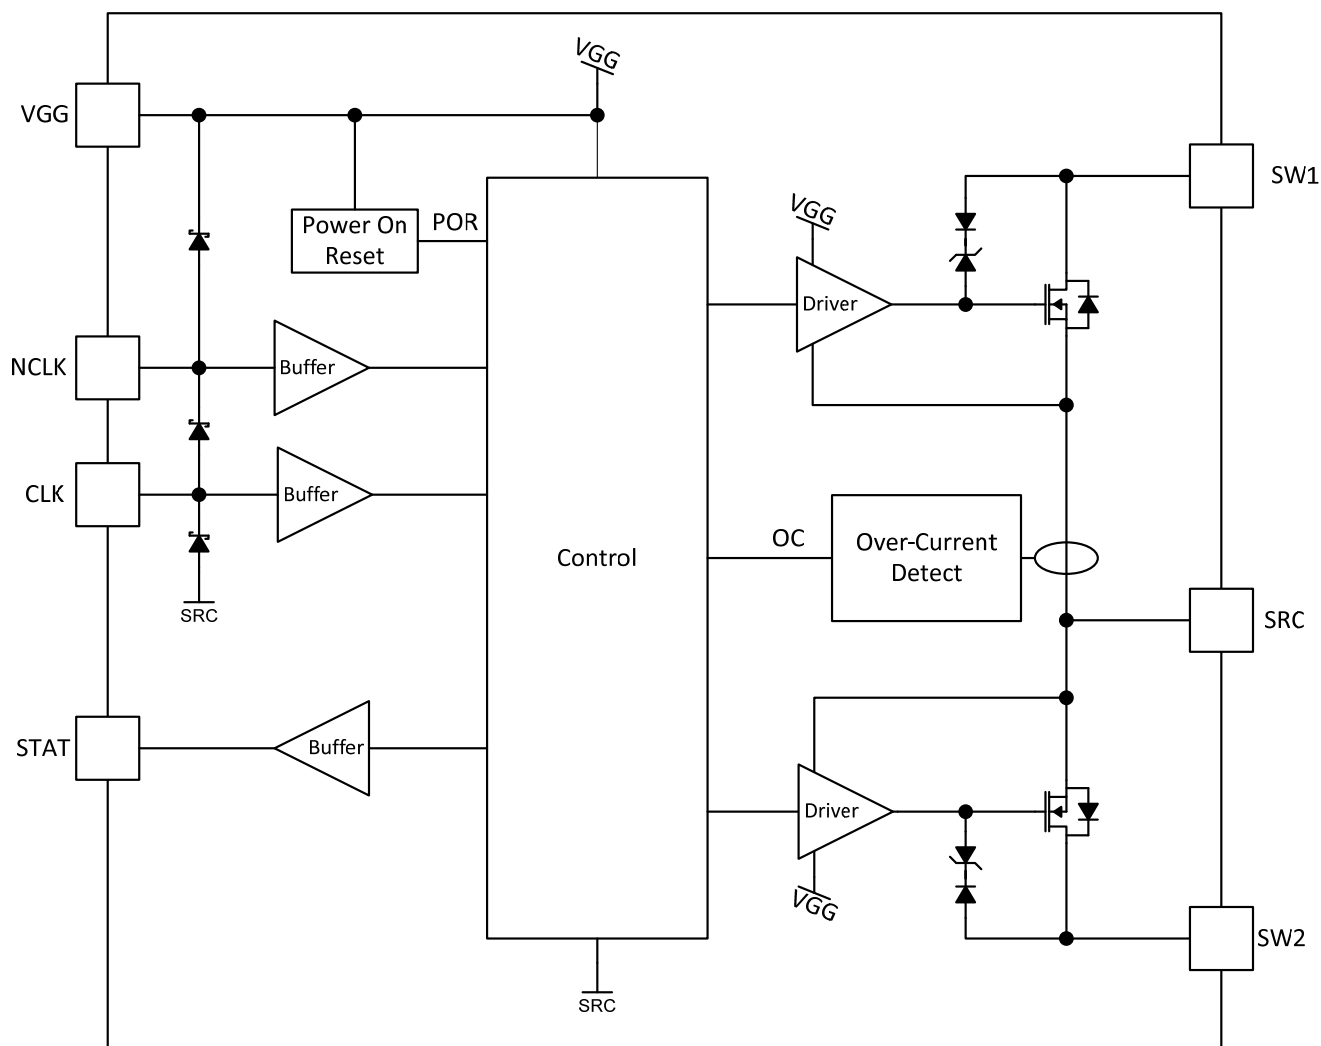 VGG
VGG
SW1
Power On
Reset
POR
VGG
Driver
NCLK
Buffer
CLK
Buffer
Control
OC
Over-Current
Detect
SRC
SRC
STAT
Buffer
Driver
VGG
SW2
SRC